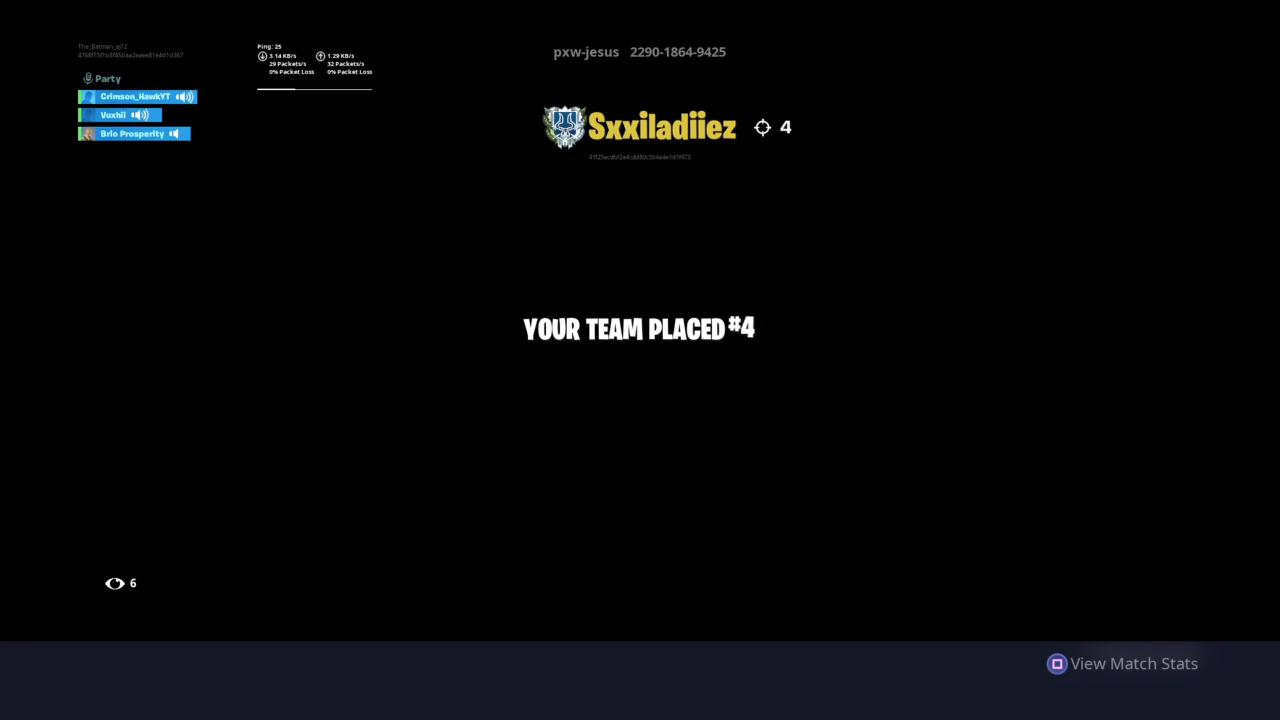 The_Batman_ej12
Party
Crimson_HawkYT
Vuxhil
Brio Prosperity
Ping: 25
3.14 KB/s 1.29 KB/s
29 Packets/s 32 Packets/s
0% Packet Loss 0% Packet Loss
pxw-jesus 2290-1864-9425
Sxxiladiiez 4
YOUR TEAM PLACED #4
6
View Match Stats